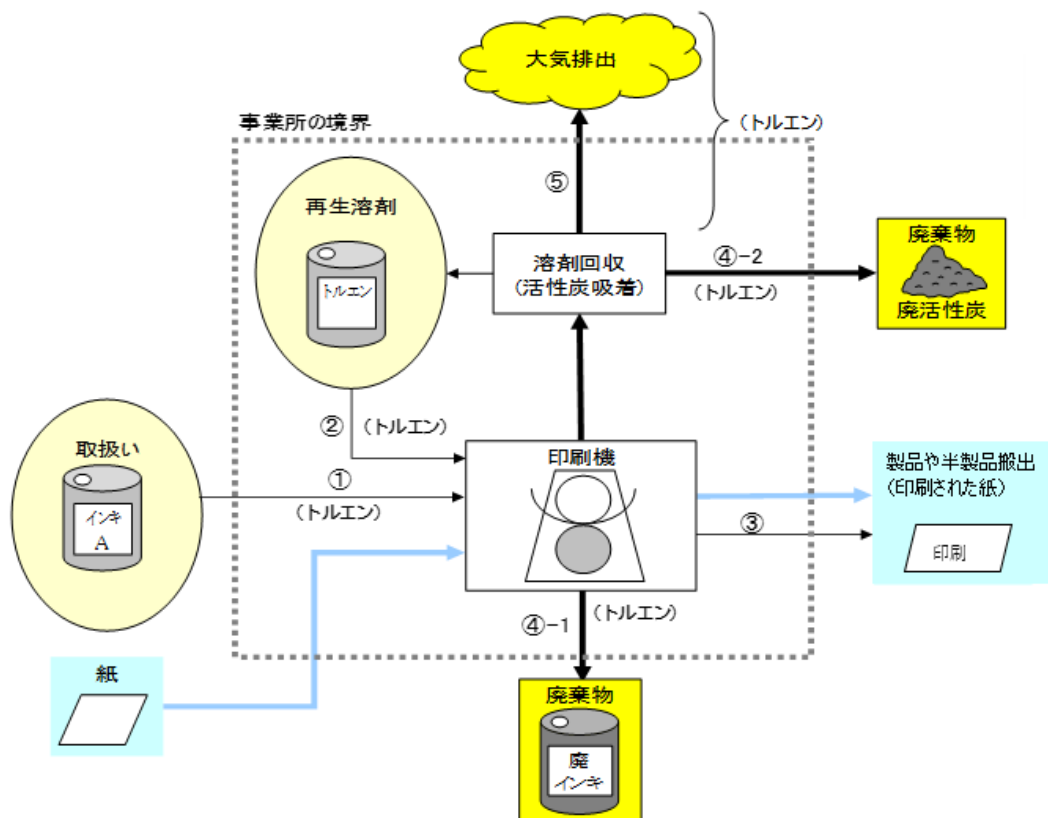 大気排出
事業所の境界
(トルエン)
⑤
再生溶剤
トルエン
溶剤回収
(活性炭吸着)
④-2
(トルエン)
廃棄物
廃活性炭
②
(トルエン)
取扱い
インキ
A
①
(トルエン)
印刷機
製品や半製品搬出
(印刷された紙)
③
印刷
④-1
(トルエン)
紙
廃棄物
廃
インキ